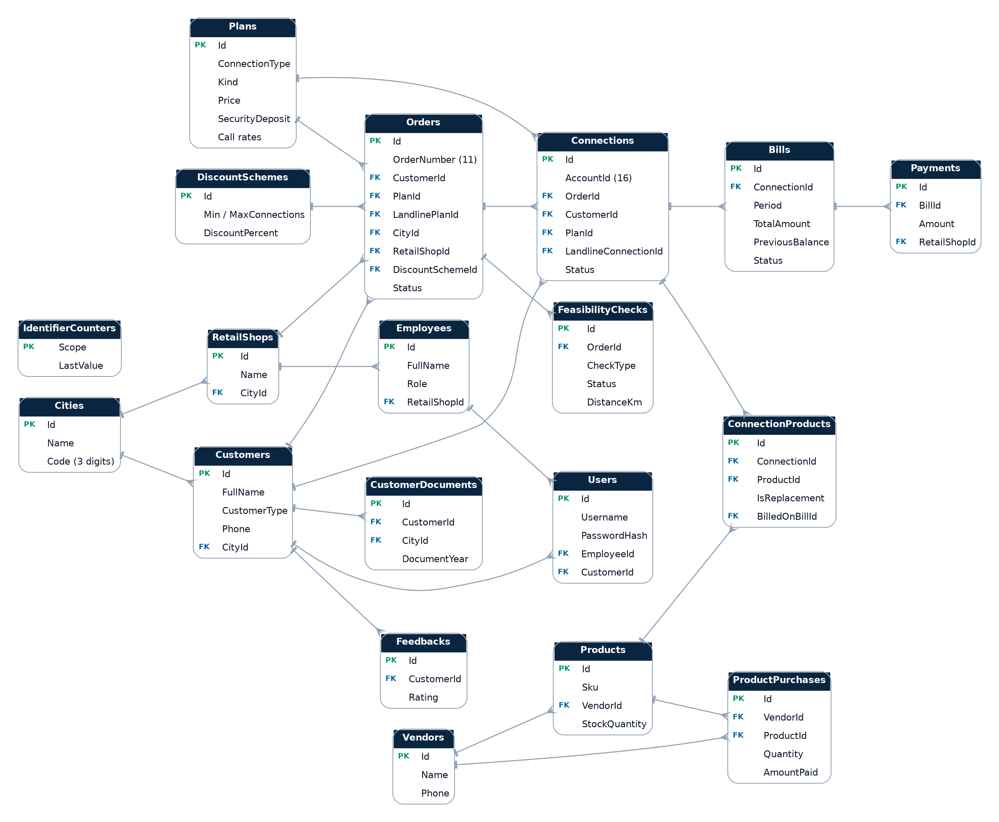 Plans
PK Id
ConnectionType
Kind
Price
SecurityDeposit
Call rates
DiscountSchemes
PK Id
Min / MaxConnections
DiscountPercent
Orders
PK Id
OrderNumber (11)
FK CustomerId
FK PlanId
FK LandlinePlanId
FK CityId
FK RetailShopId
FK DiscountSchemeId
Status
Connections
PK Id
AccountId (16)
FK OrderId
FK CustomerId
FK PlanId
FK LandlineConnectionId
Status
Bills
PK Id
FK ConnectionId
Period
TotalAmount
PreviousBalance
Status
Payments
PK Id
FK BillId
Amount
FK RetailShopId
IdentifierCounters
PK Scope
LastValue
RetailShops
PK Id
Name
FK CityId
Employees
PK Id
FullName
Role
FK RetailShopId
FeasibilityChecks
PK Id
FK OrderId
CheckType
Status
DistanceKm
Cities
PK Id
Name
Code (3 digits)
Customers
PK Id
FullName
CustomerType
Phone
FK CityId
CustomerDocuments
PK Id
FK CustomerId
FK CityId
DocumentYear
Users
PK Id
Username
PasswordHash
FK EmployeeId
FK CustomerId
ConnectionProducts
PK Id
FK ConnectionId
FK ProductId
IsReplacement
FK BilledOnBillId
Feedbacks
PK Id
FK CustomerId
Rating
Products
PK Id
Sku
FK VendorId
StockQuantity
ProductPurchases
PK Id
FK VendorId
FK ProductId
Quantity
AmountPaid
Vendors
PK Id
Name
Phone